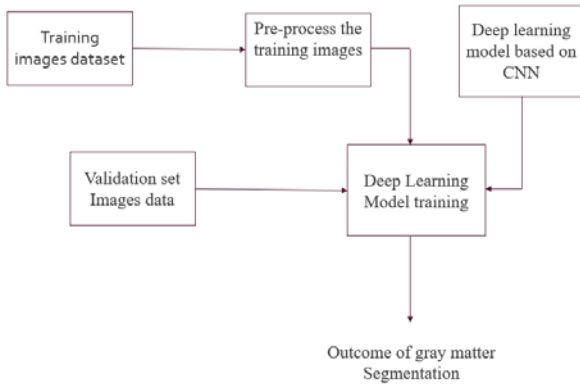 Training
images dataset
Pre-process the
training images
Deep learning
model based on
CNN
Validation set
Images data
Deep Learning
Model training
Outcome of gray matter
Segmentation